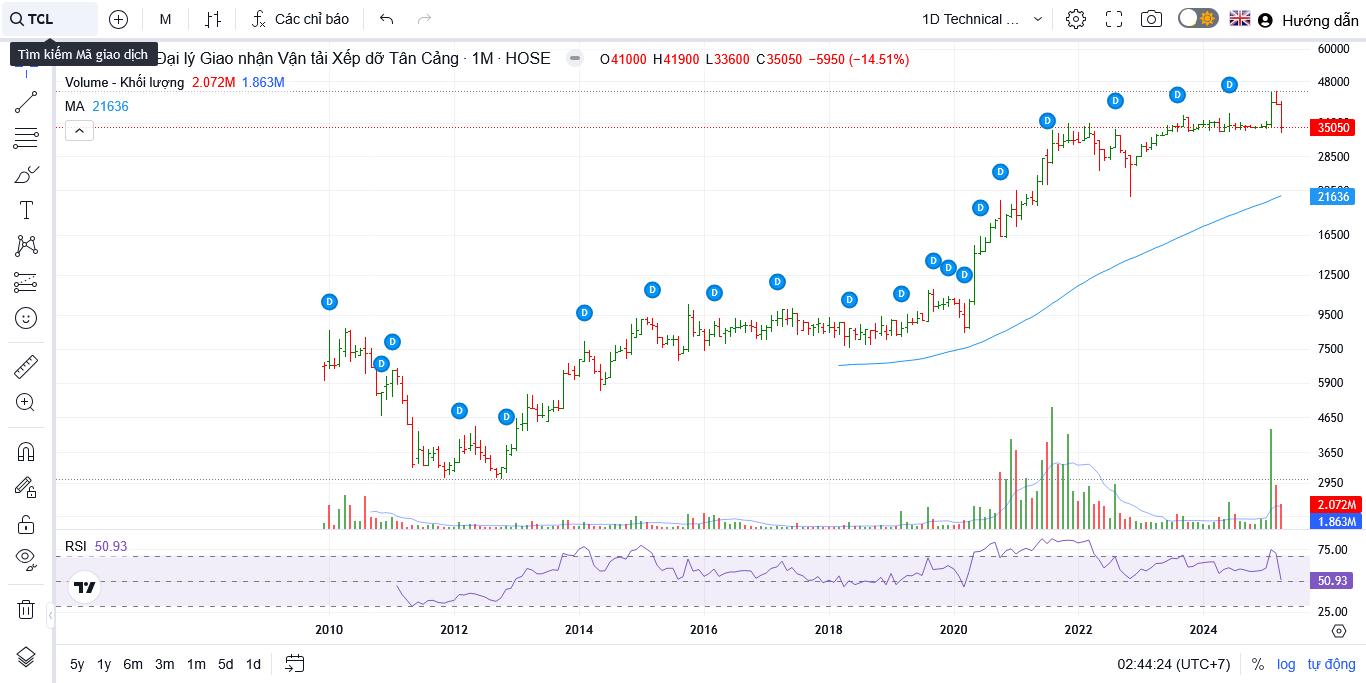 TCL
M
Các chỉ báo
1D Technical ...
Hướng dẫn
Tìm kiếm Mã giao dịch
Đại lý Giao nhận Vận tải Xếp dỡ Tân Cảng · 1M · HOSE
O41000 H41900 L33600 C35050 −5950 (−14.51%)
Volume - Khối lượng 2.072M 1.863M
MA 21636
60000
48000
35050
28500
21636
16500
12500
9500
7500
5900
4650
3650
2950
2.072M
1.863M
D D D D D D D D D D D D D D D D D D D D D
RSI 50.93
75.00
50.93
25.00
2010 2012 2014 2016 2018 2020 2022 2024
5y 1y 6m 3m 1m 5d 1d
02:44:24 (UTC+7)
% log tự động